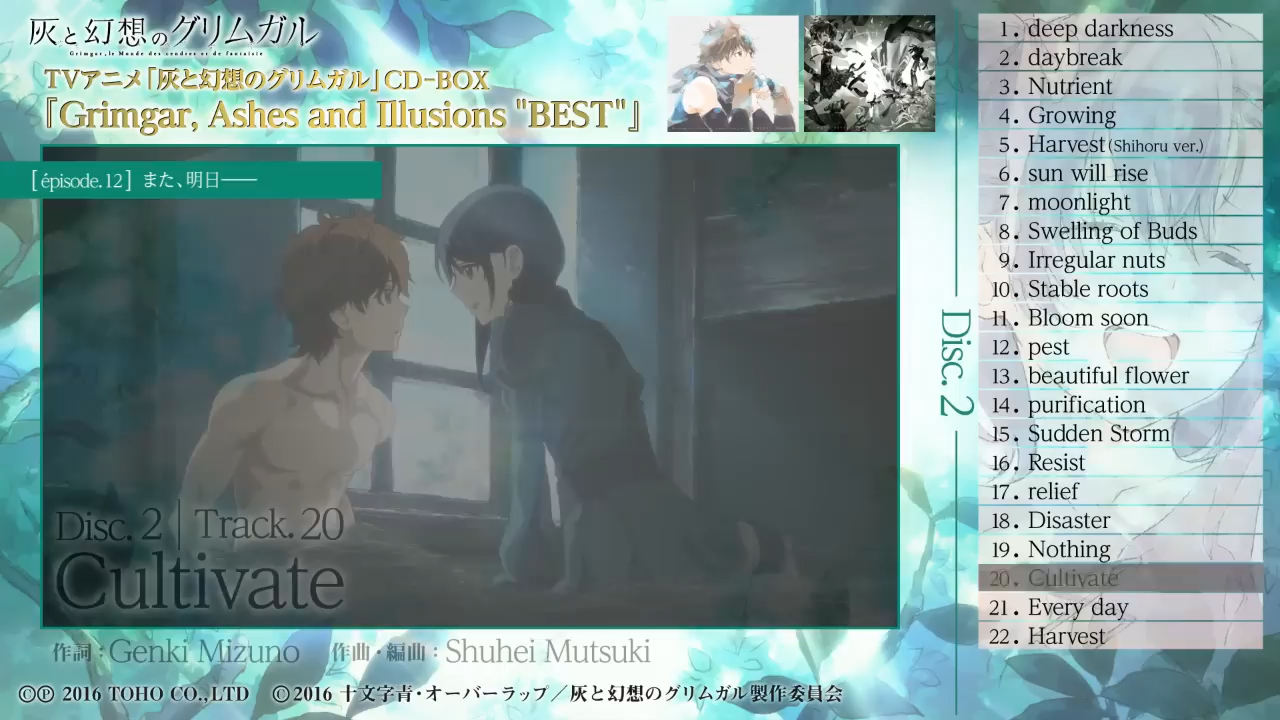 灰と幻想のグリムガル
Grimgar, le Monde des cendres et de fantaisie
TVアニメ「灰と幻想のグリムガル」CD-BOX
『Grimgar, Ashes and Illusions "BEST"』
[épisode.12] また、明日——
Disc. 2 | Track. 20
Cultivate
作詞：Genki Mizuno 作曲・編曲：Shuhei Mutsuki
©℗ 2016 TOHO CO.,LTD ©2016 十文字青・オーバーラップ／灰と幻想のグリムガル製作委員会
Disc. 2
1. deep darkness
2. daybreak
3. Nutrient
4. Growing
5. Harvest (Shihoru ver.)
6. sun will rise
7. moonlight
8. Swelling of Buds
9. Irregular nuts
10. Stable roots
11. Bloom soon
12. pest
13. beautiful flower
14. purification
15. Sudden Storm
16. Resist
17. relief
18. Disaster
19. Nothing
20. Cultivate
21. Every day
22. Harvest